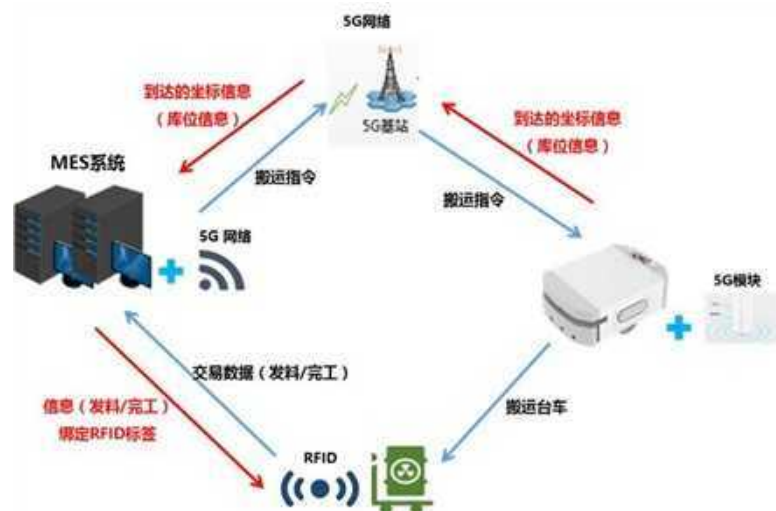 5G网络
到达的坐标信息
（库位信息）
5G基站
到达的坐标信息
（库位信息）
MES系统
搬运指令
搬运指令
5G 网络
5G模块
交易数据（发料/完工）
信息（发料/完工）
绑定RFID标签
搬运台车
RFID